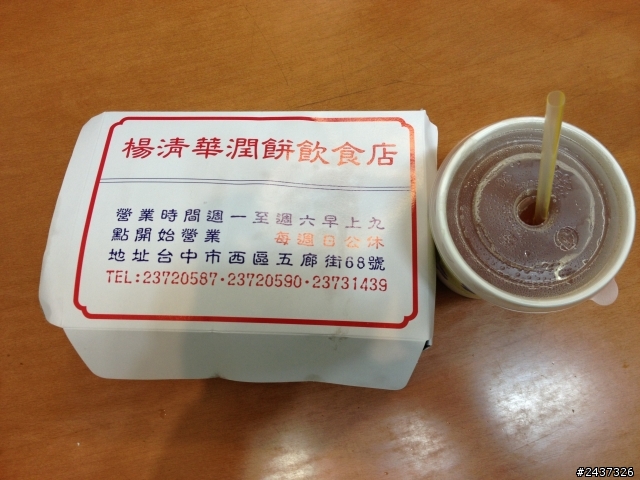 楊清華潤餅飲食店
營業時間週一至週六早上九
點開始營業 每週日公休
地址台中市西區五廊街68號
TEL:23720587·23720590·23731439
#2437326